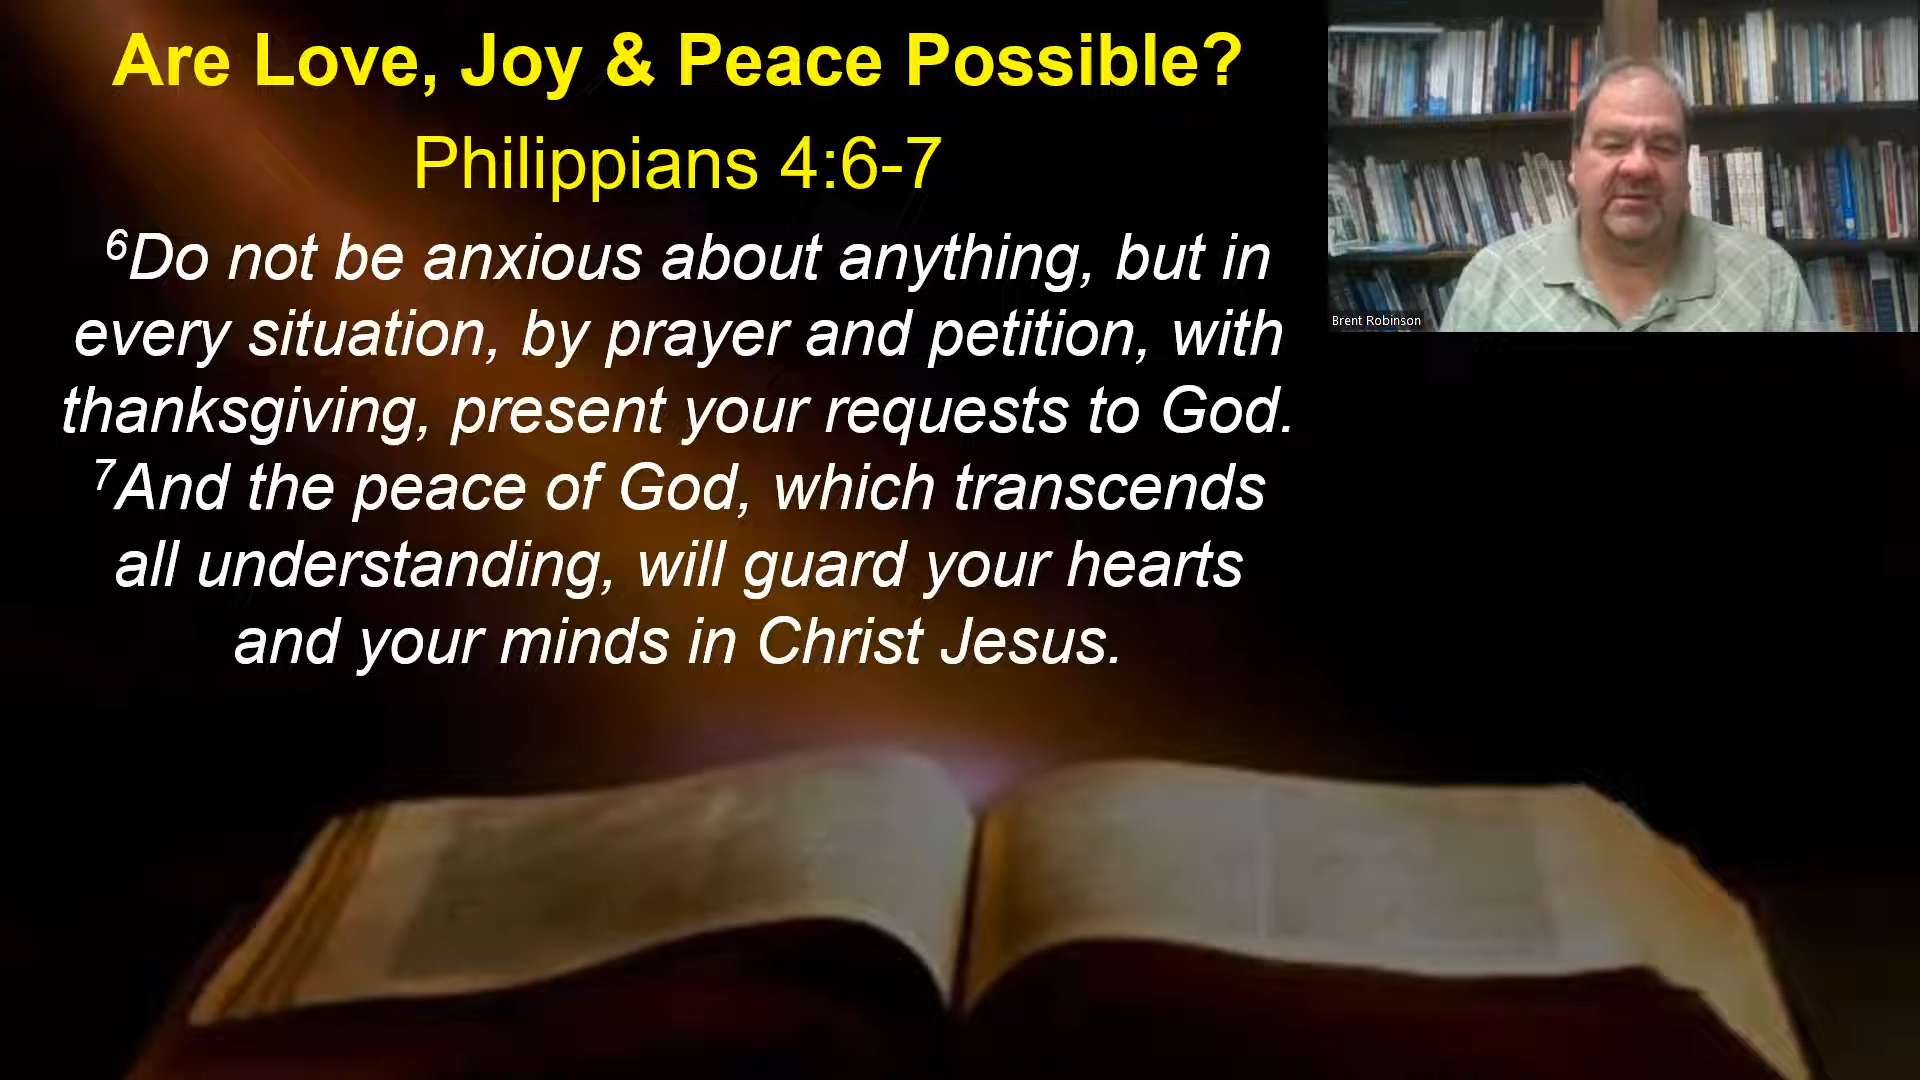 Are Love, Joy & Peace Possible?
Philippians 4:6-7
⁶Do not be anxious about anything, but in
every situation, by prayer and petition, with
thanksgiving, present your requests to God.
⁷And the peace of God, which transcends
all understanding, will guard your hearts
and your minds in Christ Jesus.
Brent Robinson